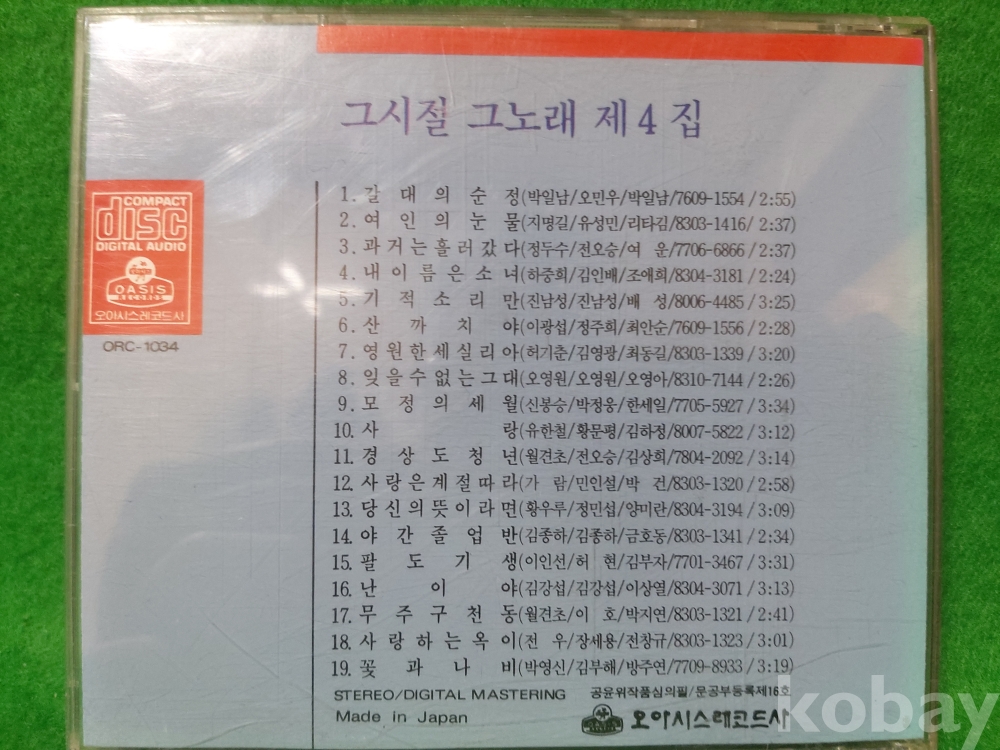 그시절 그노래 제4집
COMPACT
disc
DIGITAL AUDIO
OASIS
RECORDS
오아시스레코드사
ORC-1034
1. 갈대의순정(박일남/오민우/박일남/7609-1554/2:55)
2. 여인의눈물(지명길/유성민/리타김/8303-1416/2:37)
3. 과거는흘러갔다(정두수/전오승/여 운/7706-6866/2:37)
4. 내이름은소녀(하중희/김인배/조애희/8304-3181/2:24)
5. 기적소리만(진남성/진남성/배 성/8006-4485/3:25)
6. 산까치야(이광섭/정주희/최안순/7609-1556/2:28)
7. 영원한세실리아(허기춘/김영광/최동길/8303-1339/3:20)
8. 잊을수없는그대(오영원/오영원/오영아/8310-7144/2:26)
9. 모정의세월(신봉승/박정웅/한세일/7705-5927/3:34)
10. 사랑(유한철/황문평/김하정/8007-5822/3:12)
11. 경상도청년(월견초/전오승/김상희/7804-2092/3:14)
12. 사랑은계절따라(가 람/민인설/박 건/8303-1320/2:58)
13. 당신의뜻이라면(황우루/정민섭/양미란/8304-3194/3:09)
14. 야간졸업반(김종하/김종하/금호동/8303-1341/2:34)
15. 팔도기생(이인선/허 현/김부자/7701-3467/3:31)
16. 난이야(김강섭/김강섭/이상열/8304-3071/3:13)
17. 무주구천동(월견초/이 호/박지연/8303-1321/2:41)
18. 사랑하는옥이(전 우/장세용/전창규/8303-1323/3:01)
19. 꽃과나비(박영신/김부해/방주연/7709-8933/3:19)
STEREO/DIGITAL MASTERING 공윤위작품심의필/문공부등록제16호
Made in Japan 오아시스레코드사
kobay